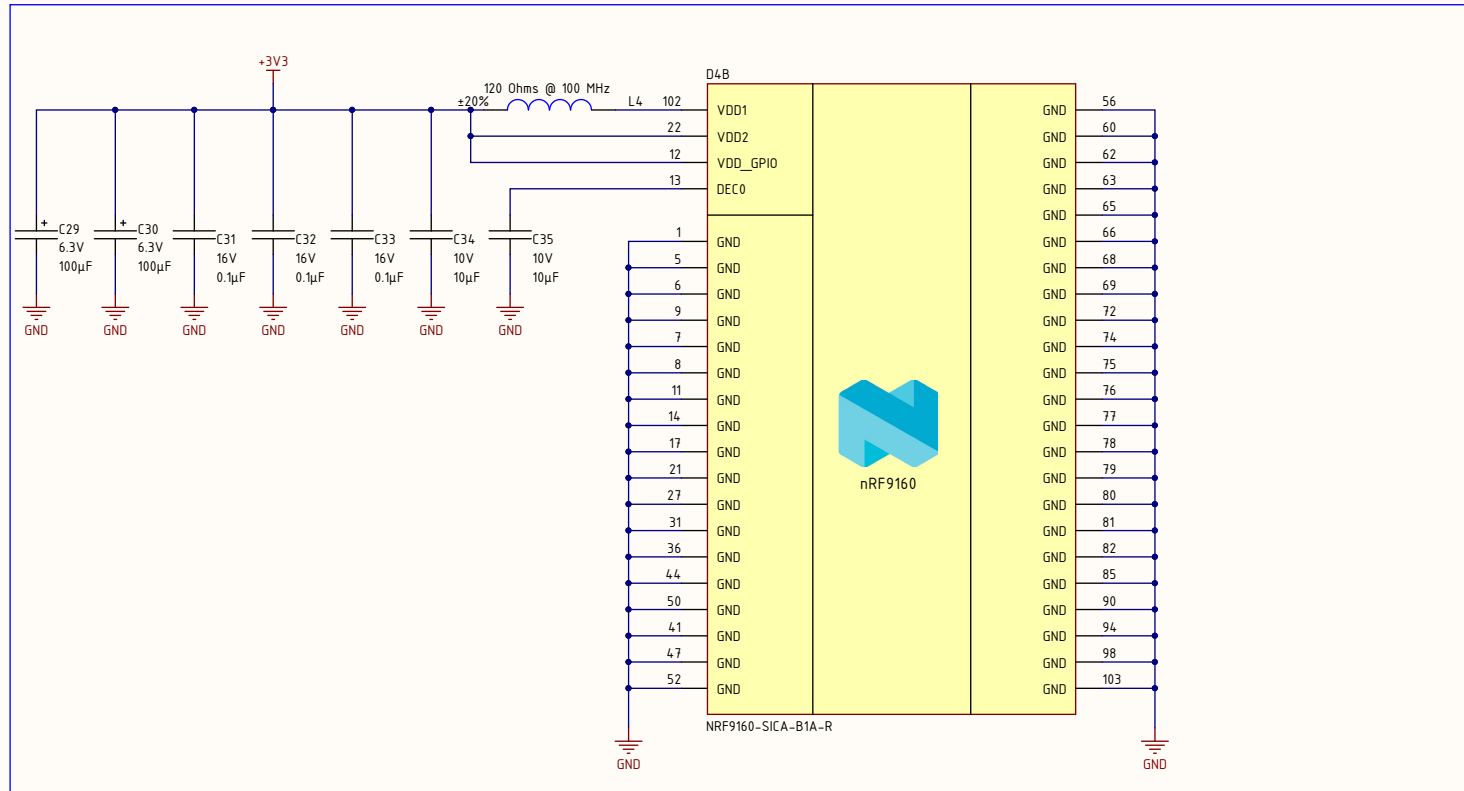 +3V3
±20%
120 Ohms @ 100 MHz
L4
C29
6.3V
100µF
GND
C30
6.3V
100µF
GND
C31
16V
0.1µF
GND
C32
16V
0.1µF
GND
C33
16V
0.1µF
GND
C34
10V
10µF
GND
C35
10V
10µF
GND
D4B
102 VDD1
22 VDD2
12 VDD_GPIO
13 DEC0
1 GND
5 GND
6 GND
9 GND
7 GND
8 GND
11 GND
14 GND
17 GND
21 GND
27 GND
31 GND
36 GND
44 GND
50 GND
41 GND
47 GND
52 GND
GND
nRF9160
GND 56
GND 60
GND 62
GND 63
GND 65
GND 66
GND 68
GND 69
GND 72
GND 74
GND 75
GND 76
GND 77
GND 78
GND 79
GND 80
GND 81
GND 82
GND 85
GND 90
GND 94
GND 98
GND 103
GND
NRF9160-SICA-B1A-R